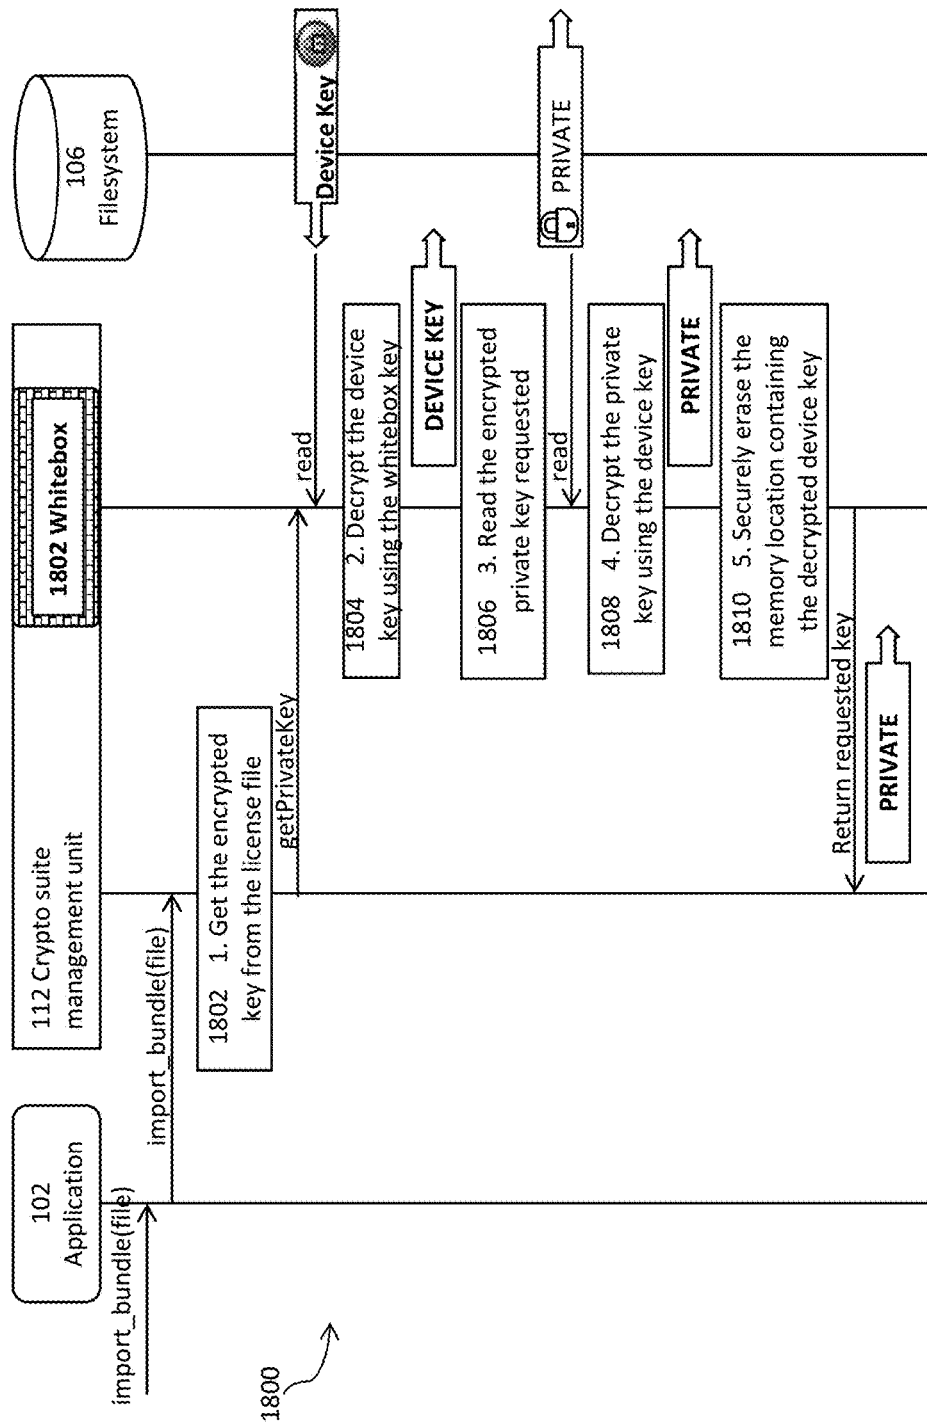 102
Application
112 Crypto suite
management unit
1802 Whitebox
106
Filesystem
import_bundle(file)
import_bundle(file)
1802 1. Get the encrypted
key from the license file
getPrivateKey
read
Device Key
1804 2. Decrypt the device
key using the whitebox key
DEVICE KEY
1806 3. Read the encrypted
private key requested
read
PRIVATE
1808 4. Decrypt the private
key using the device key
PRIVATE
1810 5. Securely erase the
memory location containing
the decrypted device key
Return requested key
PRIVATE
1800